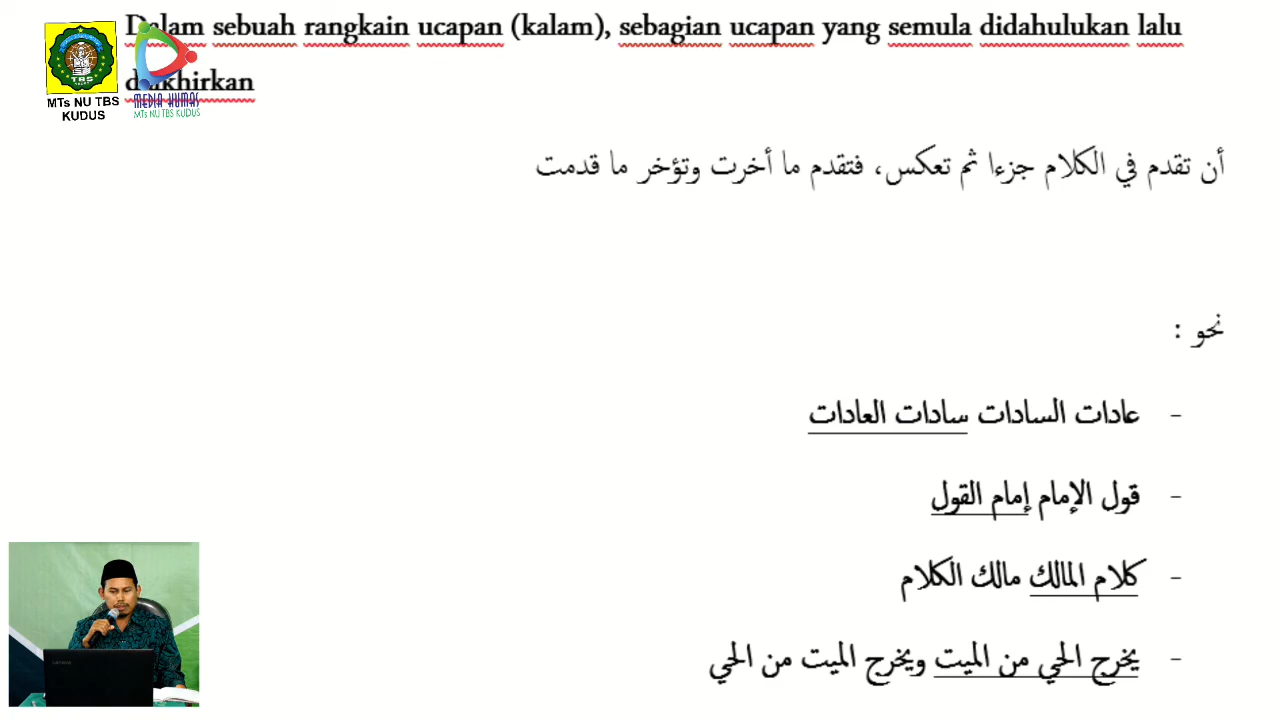 Dalam sebuah rangkain ucapan (kalam), sebagian ucapan yang semula didahulukan lalu
diakhirkan
TBS
MTs NU TBS
KUDUS
MEDIA HUMAS
MTs NU TBS KUDUS
أن تقدم في الكلام جزءا ثم تعكس، فتقدم ما أخرت وتؤخر ما قدمت
نحو :
- عادات السادات سادات العادات
- قول الإمام إمام القول
- كلام المالك مالك الكلام
- يخرج الحي من الميت ويخرج الميت من الحي
Lenovo